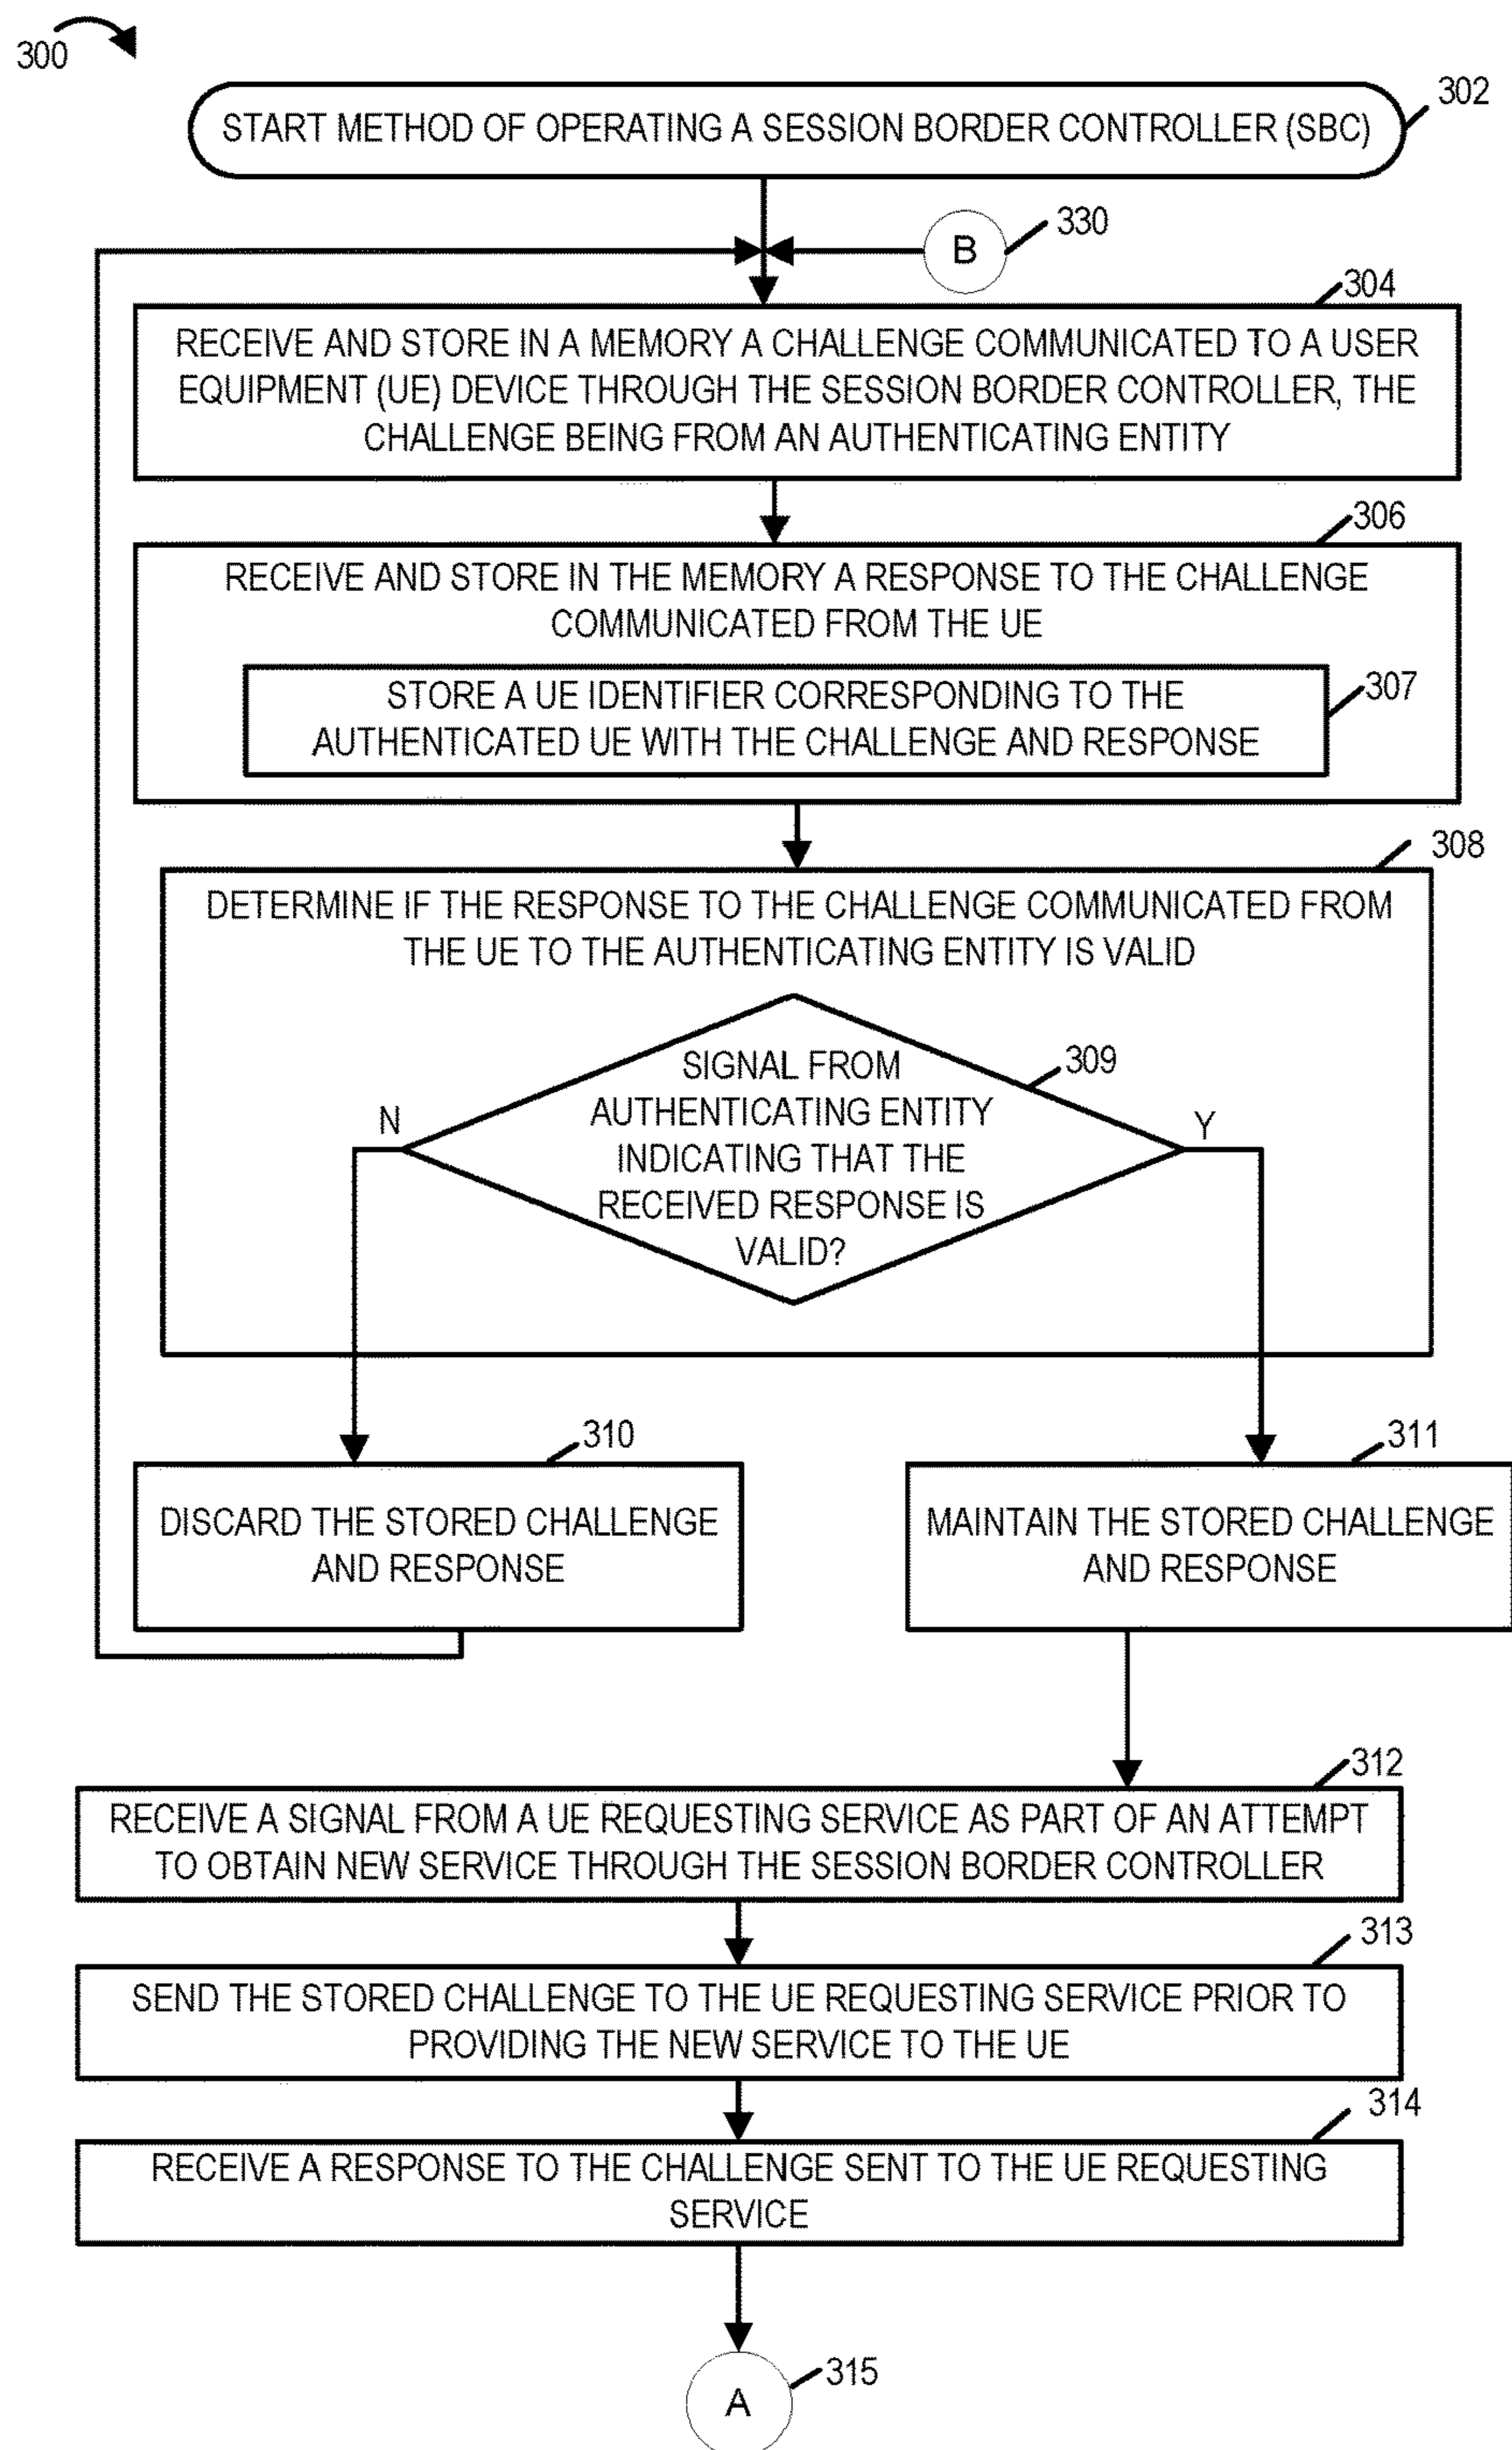 300
START METHOD OF OPERATING A SESSION BORDER CONTROLLER (SBC)
302
B
330
304
RECEIVE AND STORE IN A MEMORY A CHALLENGE COMMUNICATED TO A USER
EQUIPMENT (UE) DEVICE THROUGH THE SESSION BORDER CONTROLLER, THE
CHALLENGE BEING FROM AN AUTHENTICATING ENTITY
306
RECEIVE AND STORE IN THE MEMORY A RESPONSE TO THE CHALLENGE
COMMUNICATED FROM THE UE
307
STORE A UE IDENTIFIER CORRESPONDING TO THE
AUTHENTICATED UE WITH THE CHALLENGE AND RESPONSE
308
DETERMINE IF THE RESPONSE TO THE CHALLENGE COMMUNICATED FROM
THE UE TO THE AUTHENTICATING ENTITY IS VALID
309
SIGNAL FROM
AUTHENTICATING ENTITY
INDICATING THAT THE
RECEIVED RESPONSE IS
VALID?
N
Y
310
DISCARD THE STORED CHALLENGE
AND RESPONSE
311
MAINTAIN THE STORED CHALLENGE
AND RESPONSE
312
RECEIVE A SIGNAL FROM A UE REQUESTING SERVICE AS PART OF AN ATTEMPT
TO OBTAIN NEW SERVICE THROUGH THE SESSION BORDER CONTROLLER
313
SEND THE STORED CHALLENGE TO THE UE REQUESTING SERVICE PRIOR TO
PROVIDING THE NEW SERVICE TO THE UE
314
RECEIVE A RESPONSE TO THE CHALLENGE SENT TO THE UE REQUESTING
SERVICE
A
315